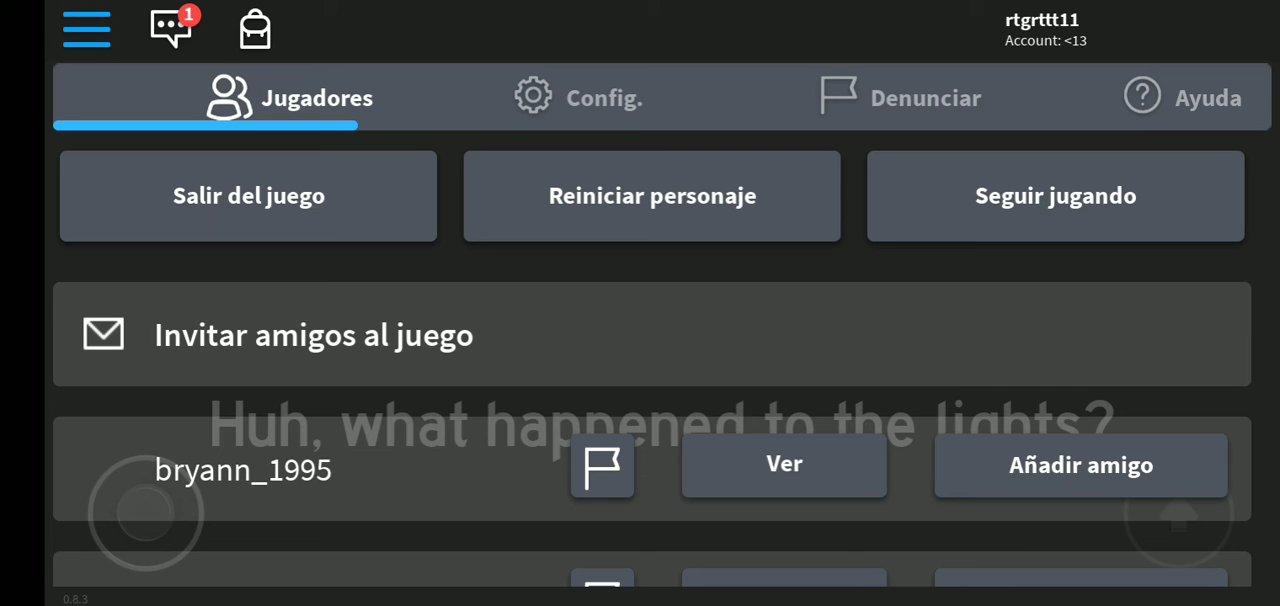 1
rtgrttt11
Account: <13
Jugadores
Config.
Denunciar
Ayuda
Salir del juego
Reiniciar personaje
Seguir jugando
Invitar amigos al juego
Huh, what happened to the lights?
bryann_1995
Ver
Añadir amigo
0.8.3